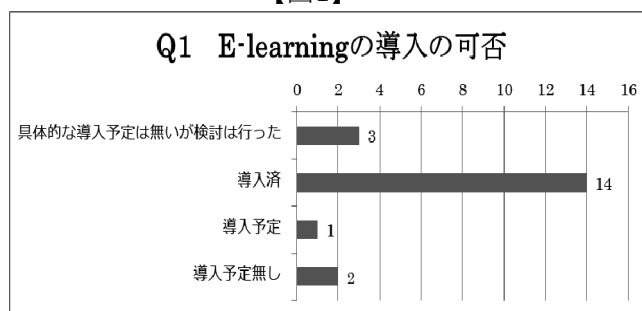 Q1 E-learningの導入の可否
0 2 4 6 8 10 12 14 16
具体的な導入予定は無いが検討は行った 3
導入済 14
導入予定 1
導入予定無し 2